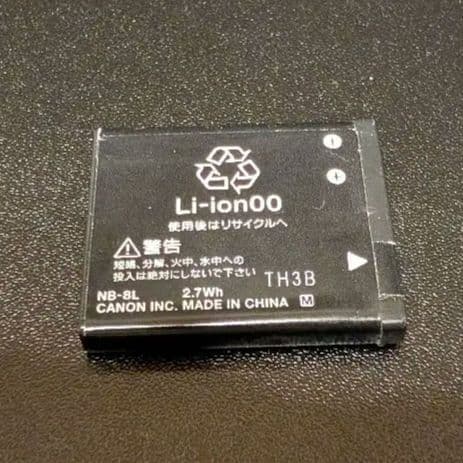 Li-ion00
使用後はリサイクルへ
警告
短絡、分解、火中、水中への
投入は絶対にしないで下さい
TH3B
NB-8L 2.7Wh
CANON INC. MADE IN CHINA M